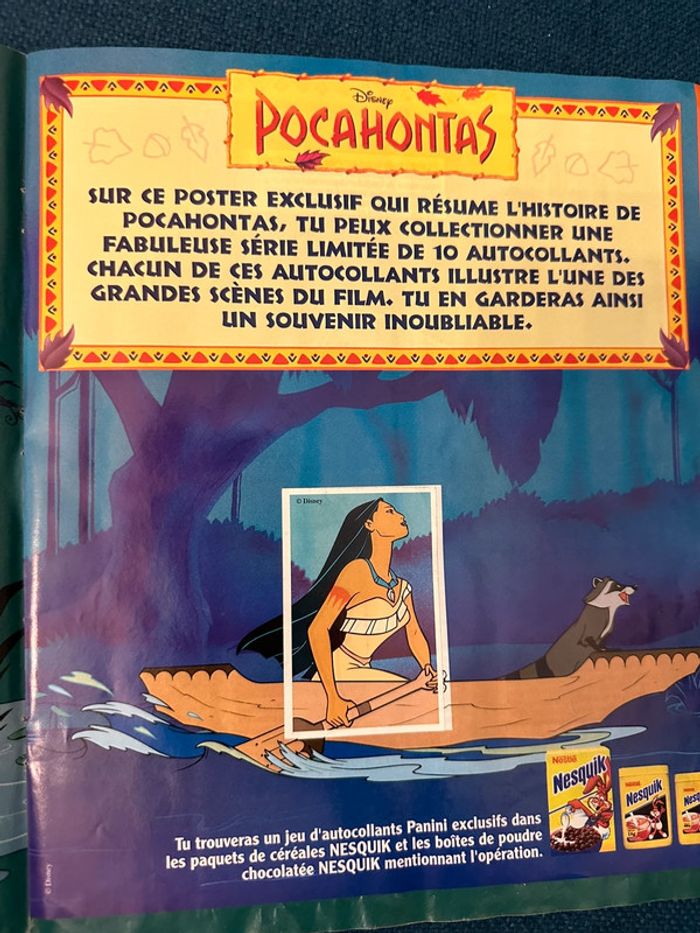 Disney
POCAHONTAS
SUR CE POSTER EXCLUSIF QUI RÉSUME L'HISTOIRE DE
POCAHONTAS, TU PEUX COLLECTIONNER UNE
FABULEUSE SÉRIE LIMITÉE DE 10 AUTOCOLLANTS.
CHACUN DE CES AUTOCOLLANTS ILLUSTRE L'UNE DES
GRANDES SCÈNES DU FILM. TU EN GARDERAS AINSI
UN SOUVENIR INOUBLIABLE.
© Disney
Nestlé
Nesquik
Nesquik
Tu trouveras un jeu d'autocollants Panini exclusifs dans
les paquets de céréales NESQUIK et les boîtes de poudre
chocolatée NESQUIK mentionnant l'opération.
© Disney